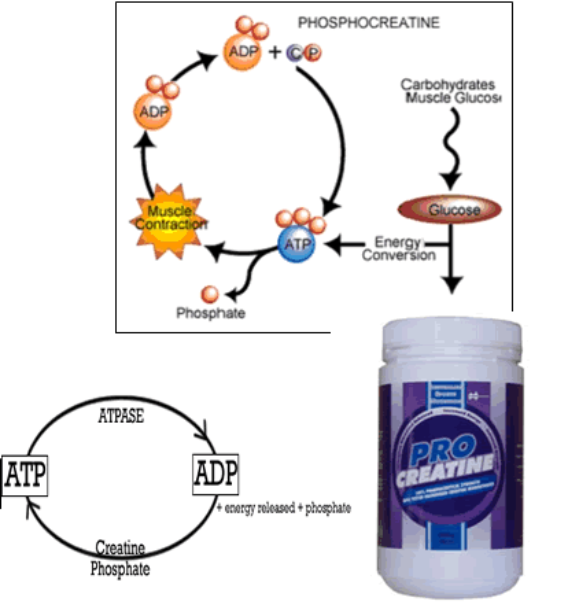 PHOSPHOCREATINE
ADP + C P
Carbohydrates
Muscle Glucose
ADP
Muscle
Contraction
Glucose
ATP
Energy
Conversion
Phosphate
ATPASE
ATP
ADP
+ energy released + phosphate
Creatine
Phosphate
PRO
CREATINE